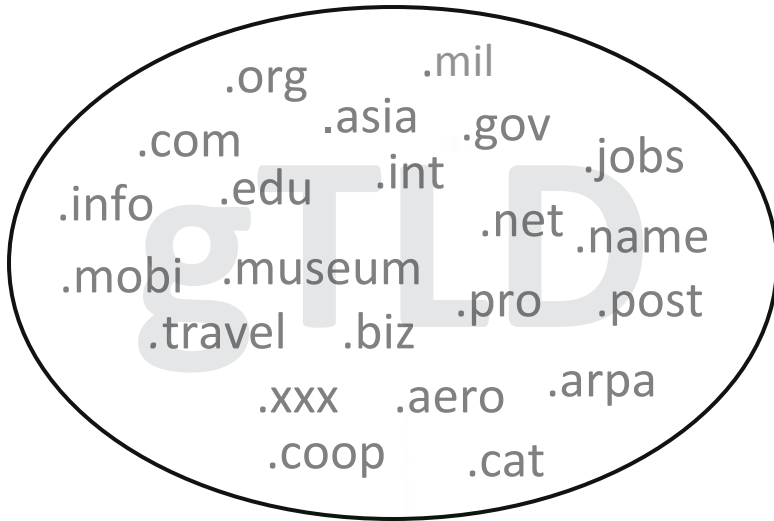 .org
.mil
.asia
.com
.gov
.jobs
.int
.edu
.info
.net
.name
gTLD
.mobi
.museum
.pro
.post
.travel
.biz
.arpa
.xxx
.aero
.coop
.cat